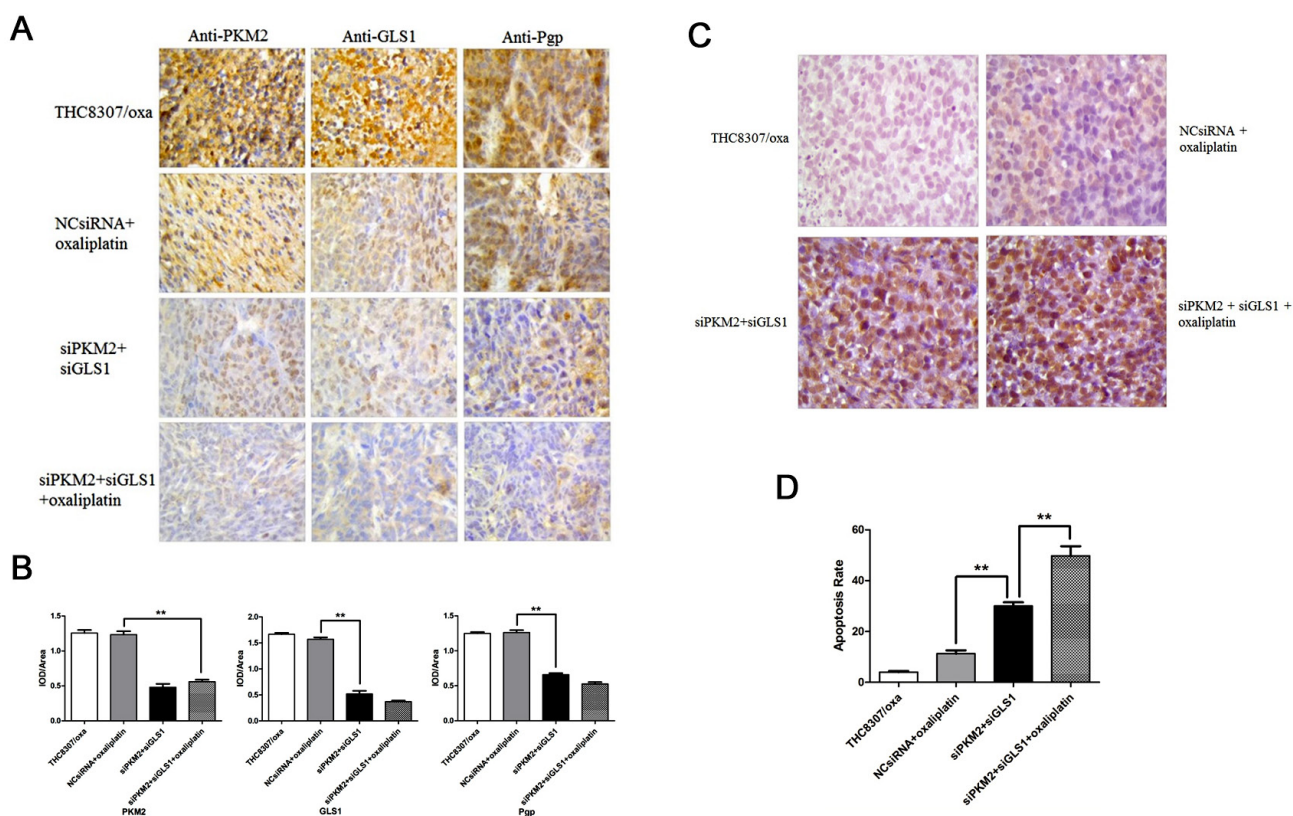 A
Anti-PKM2 Anti-GLS1 Anti-Pgp
THC8307/oxa
NCsiRNA+
oxaliplatin
siPKM2+
siGLS1
siPKM2+siGLS1
+oxaliplatin
B
IOD/Area
1.5
1.0
0.5
0.0
**
THC8307/oxa
NCsiRNA+oxaliplatin
siPKM2+siGLS1
siPKM2+siGLS1+oxaliplatin
PKM2
IOD/Area
2.0
1.5
1.0
0.5
0.0
**
THC8307/oxa
NCsiRNA+oxaliplatin
siPKM2+siGLS1
siPKM2+siGLS1+oxaliplatin
GLS1
IOD/Area
1.5
1.0
0.5
0.0
**
THC8307/oxa
NCsiRNA+oxaliplatin
siPKM2+siGLS1
siPKM2+siGLS1+oxaliplatin
Pgp
C
THC8307/oxa
NCsiRNA +
oxaliplatin
siPKM2+siGLS1
siPKM2 + siGLS1 +
oxaliplatin
D
Apoptosis Rate
60
40
20
0
**
**
THC8307/oxa
NCsiRNA+oxaliplatin
siPKM2+siGLS1
siPKM2+siGLS1+oxaliplatin